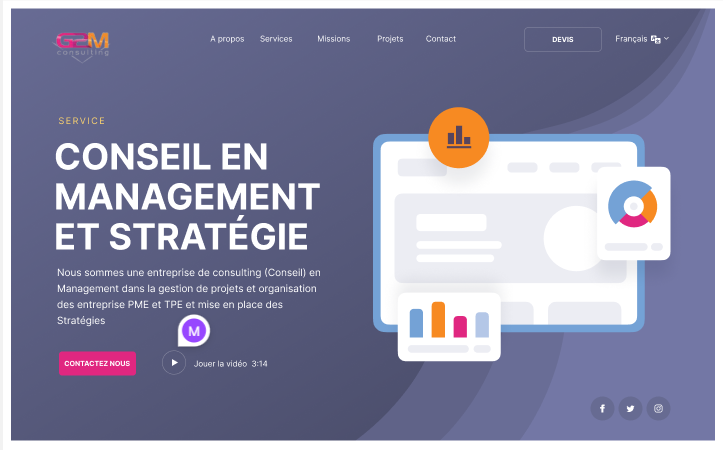 GBM
consulting
A propos Services Missions Projets Contact
DEVIS
Français
SERVICE
CONSEIL EN
MANAGEMENT
ET STRATÉGIE
Nous sommes une entreprise de consulting (Conseil) en
Management dans la gestion de projets et organisation
des entreprise PME et TPE et mise en place des
Stratégies
M
CONTACTEZ NOUS
Jouer la vidéo 3:14